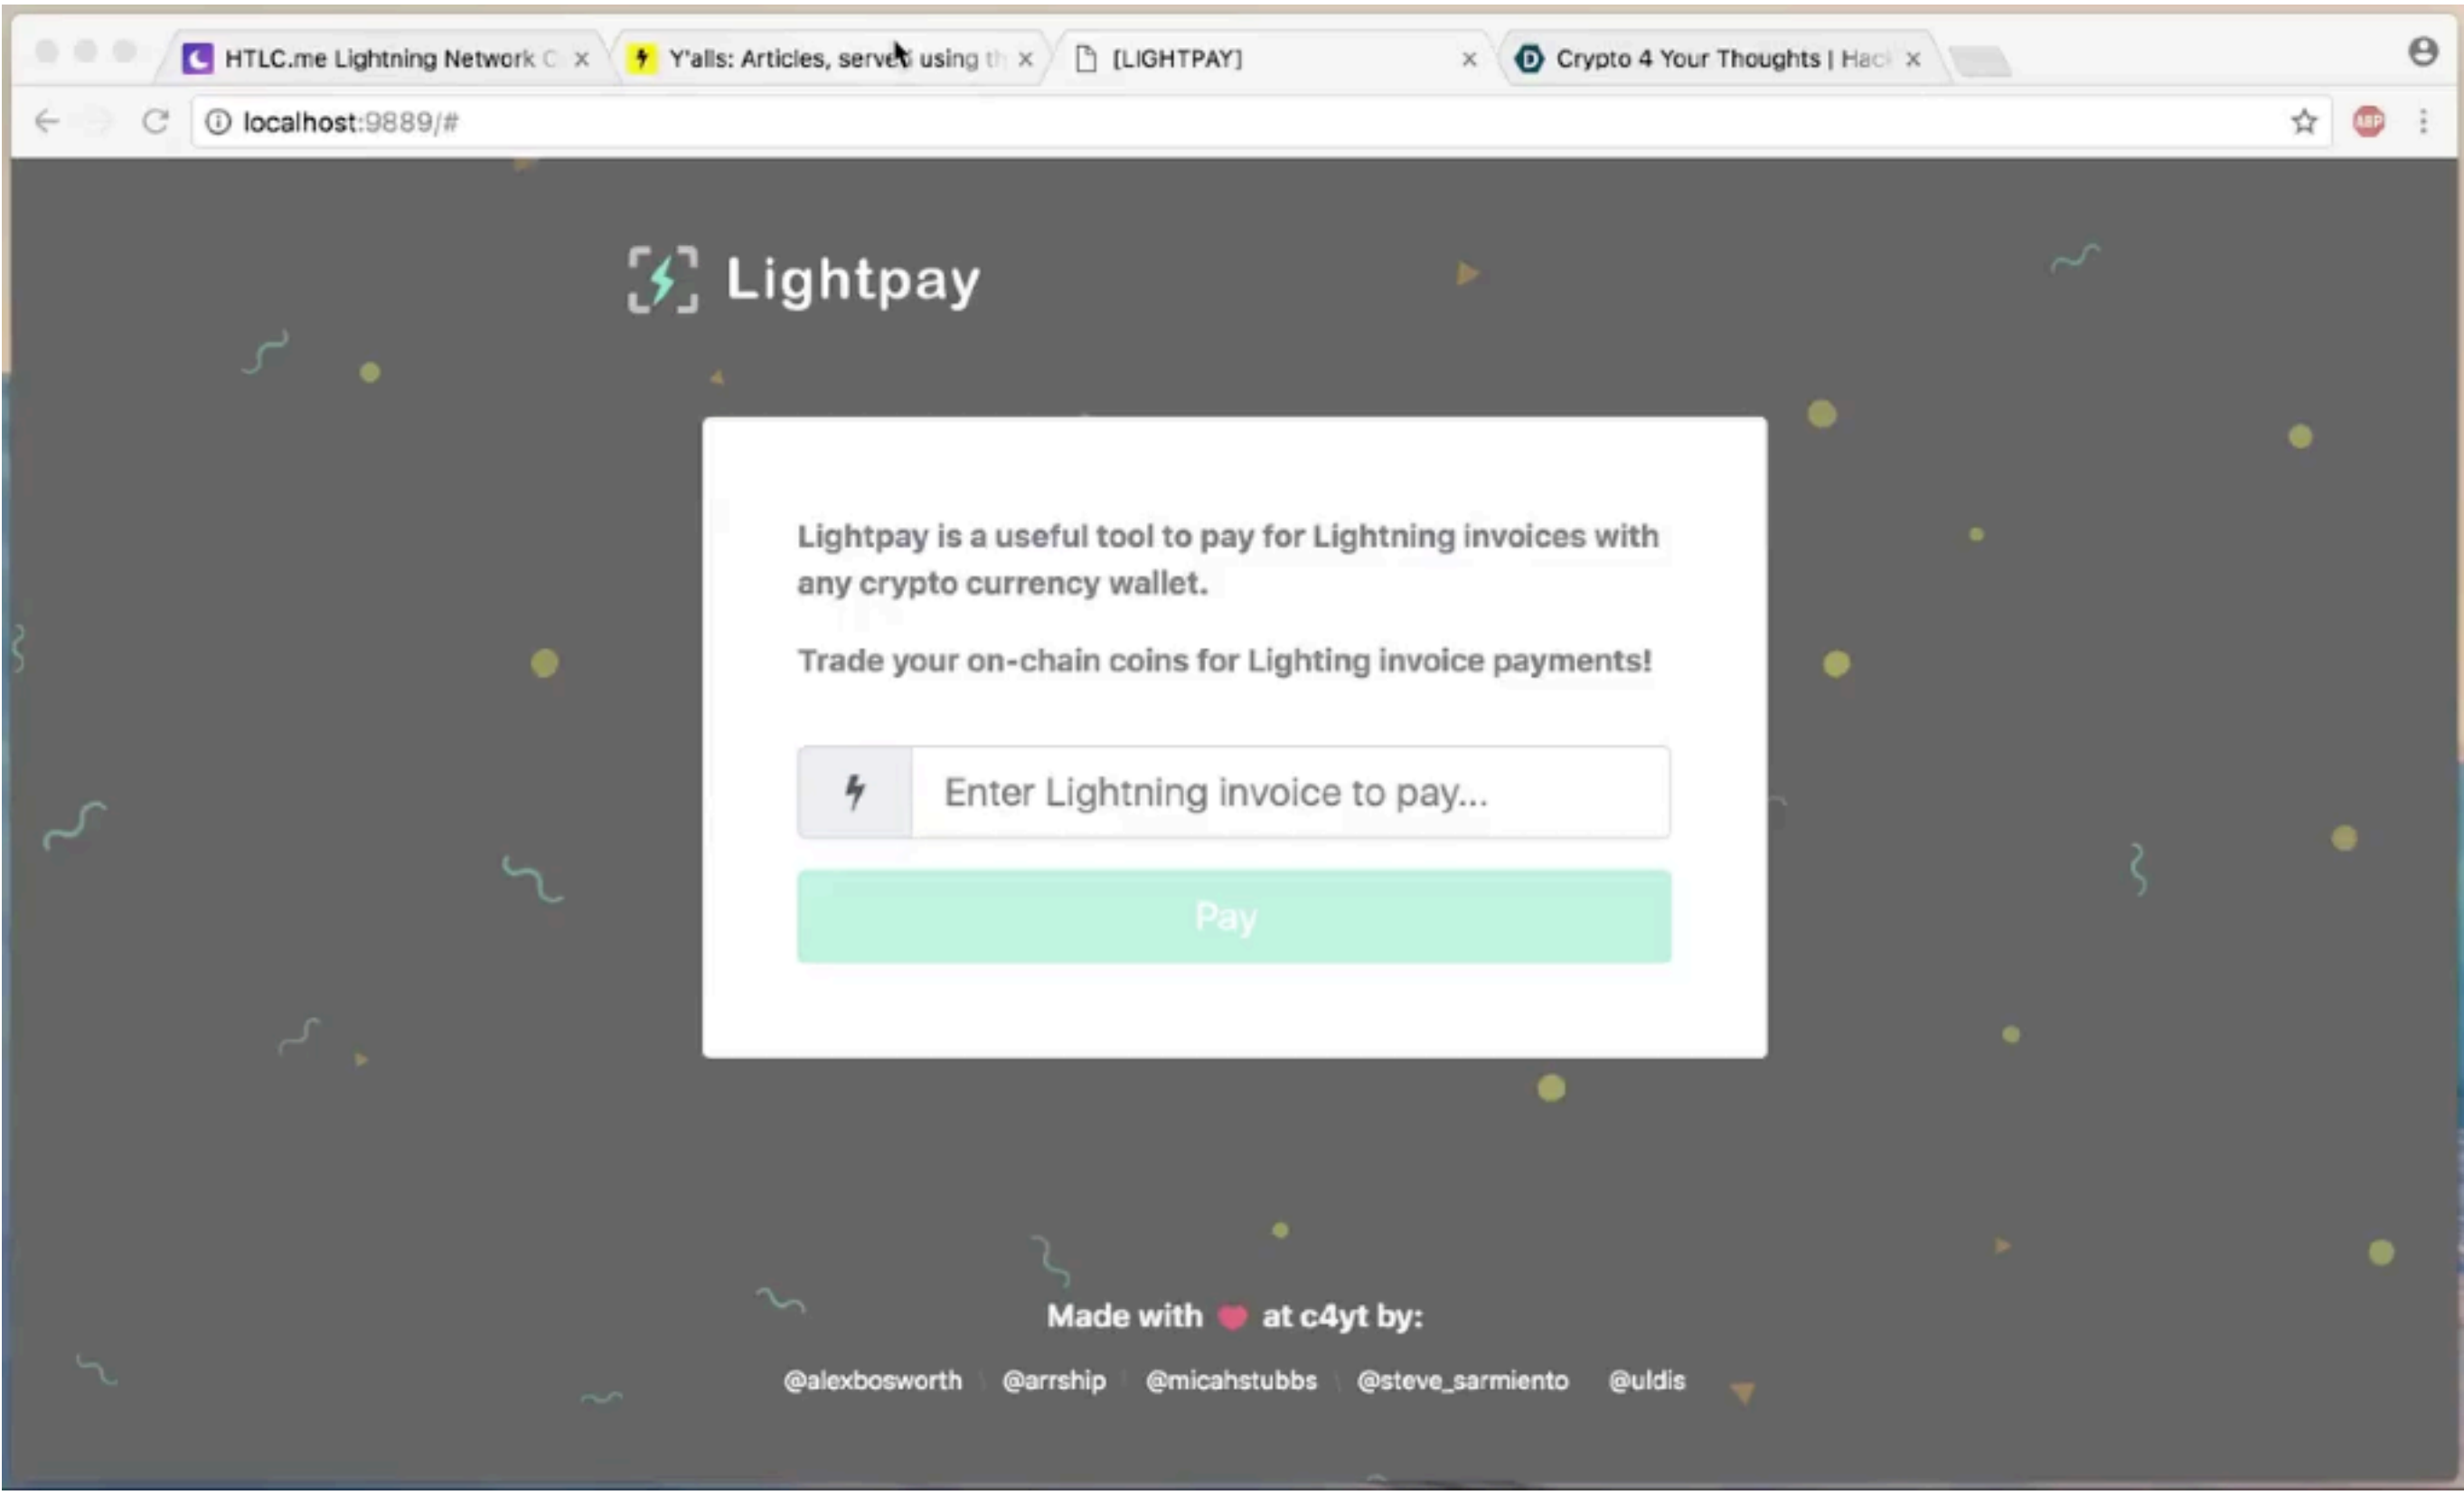 HTLC.me Lightning Network C
Y'alls: Articles, served using th
[LIGHTPAY]
Crypto 4 Your Thoughts | Hac
localhost:9889/#
ABP
Lightpay
Lightpay is a useful tool to pay for Lightning invoices with
any crypto currency wallet.
Trade your on-chain coins for Lighting invoice payments!
Enter Lightning invoice to pay...
Pay
Made with ❤ at c4yt by:
@alexbosworth @arrship @micahstubbs @steve_sarmiento @uldis